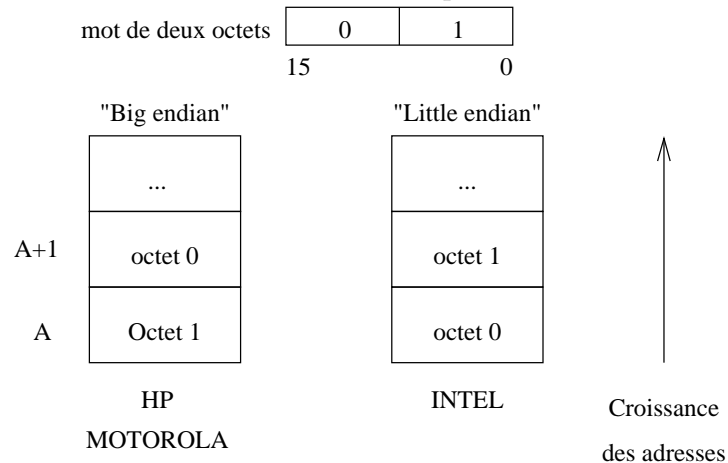 mot de deux octets 0 1
15 0
"Big endian" "Little endian"
... ...
A+1 octet 0 octet 1
A Octet 1 octet 0
HP INTEL Croissance
MOTOROLA des adresses